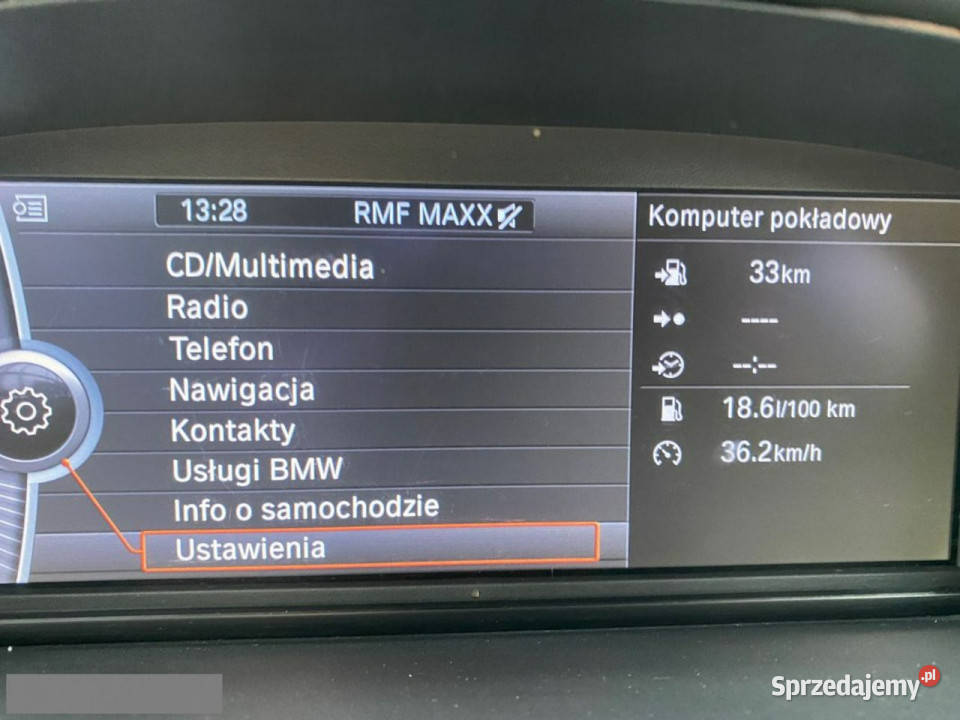 13:28 RMF MAXX
CD/Multimedia
Radio
Telefon
Nawigacja
Kontakty
Usługi BMW
Info o samochodzie
Ustawienia
Komputer pokładowy
33km
----
--:--
18.6l/100 km
36.2km/h
Sprzedajemy.pl